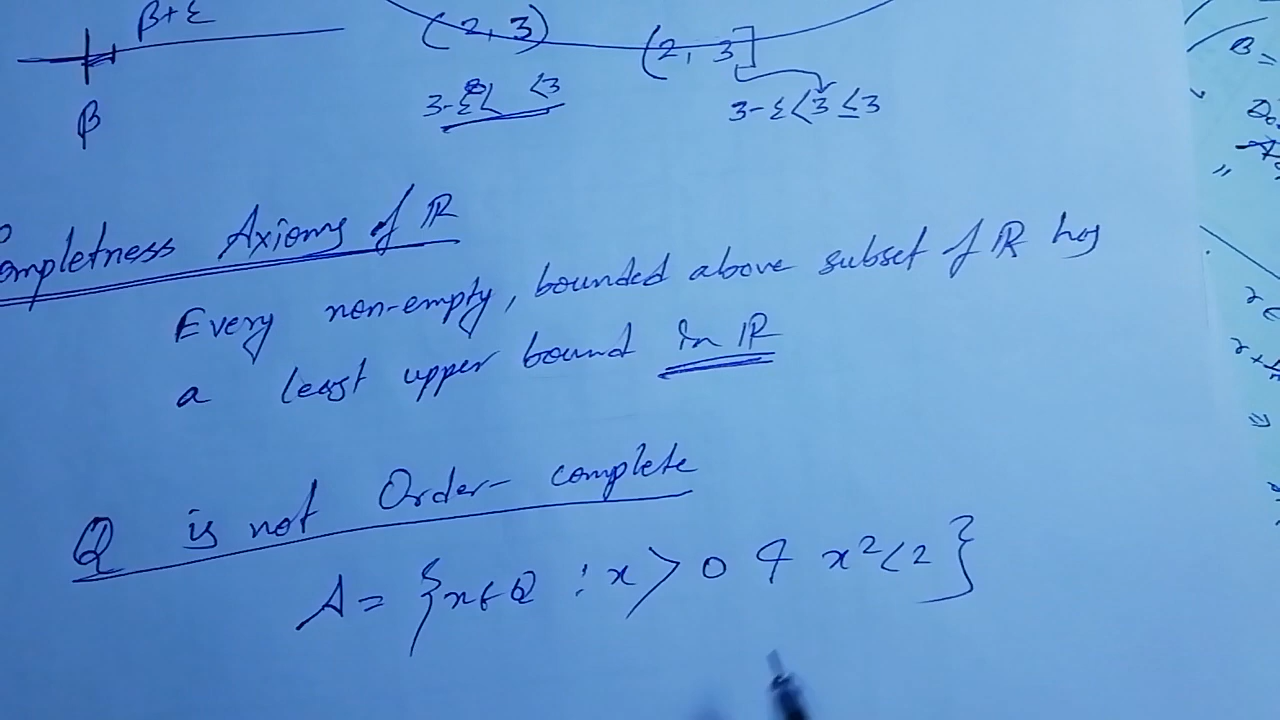 β+ε
(2, 3) (2, 3]
β
3-ε< <3 3-ε<3≤3
ompletness Axioms of ℝ
Every non-empty, bounded above subset of ℝ has
a least upper bound in ℝ
Q is not Order-complete
A = {x∈Q : x>0 & x²<2}